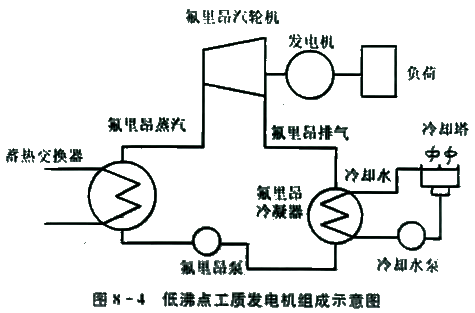 氟里昂汽轮机
发电机
负荷
氟里昂蒸汽
氟里昂排气
冷却塔
蓄热交换器
冷却水
氟里昂
冷凝器
氟里昂泵
冷却水泵
图8-4 低沸点工质发电机组成示意图